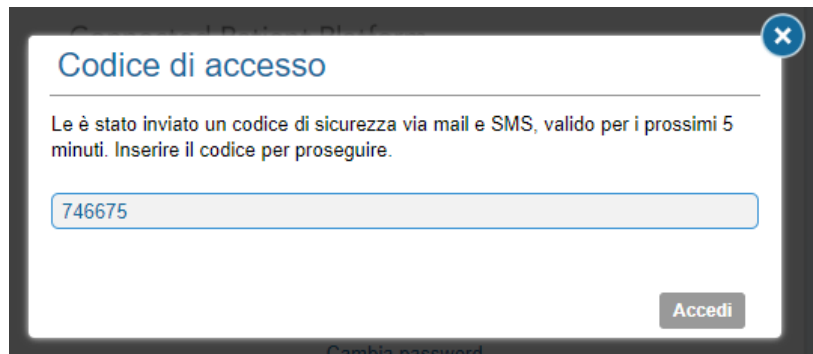 Codice di accesso
Le è stato inviato un codice di sicurezza via mail e SMS, valido per i prossimi 5
minuti. Inserire il codice per proseguire.
746675
Accedi